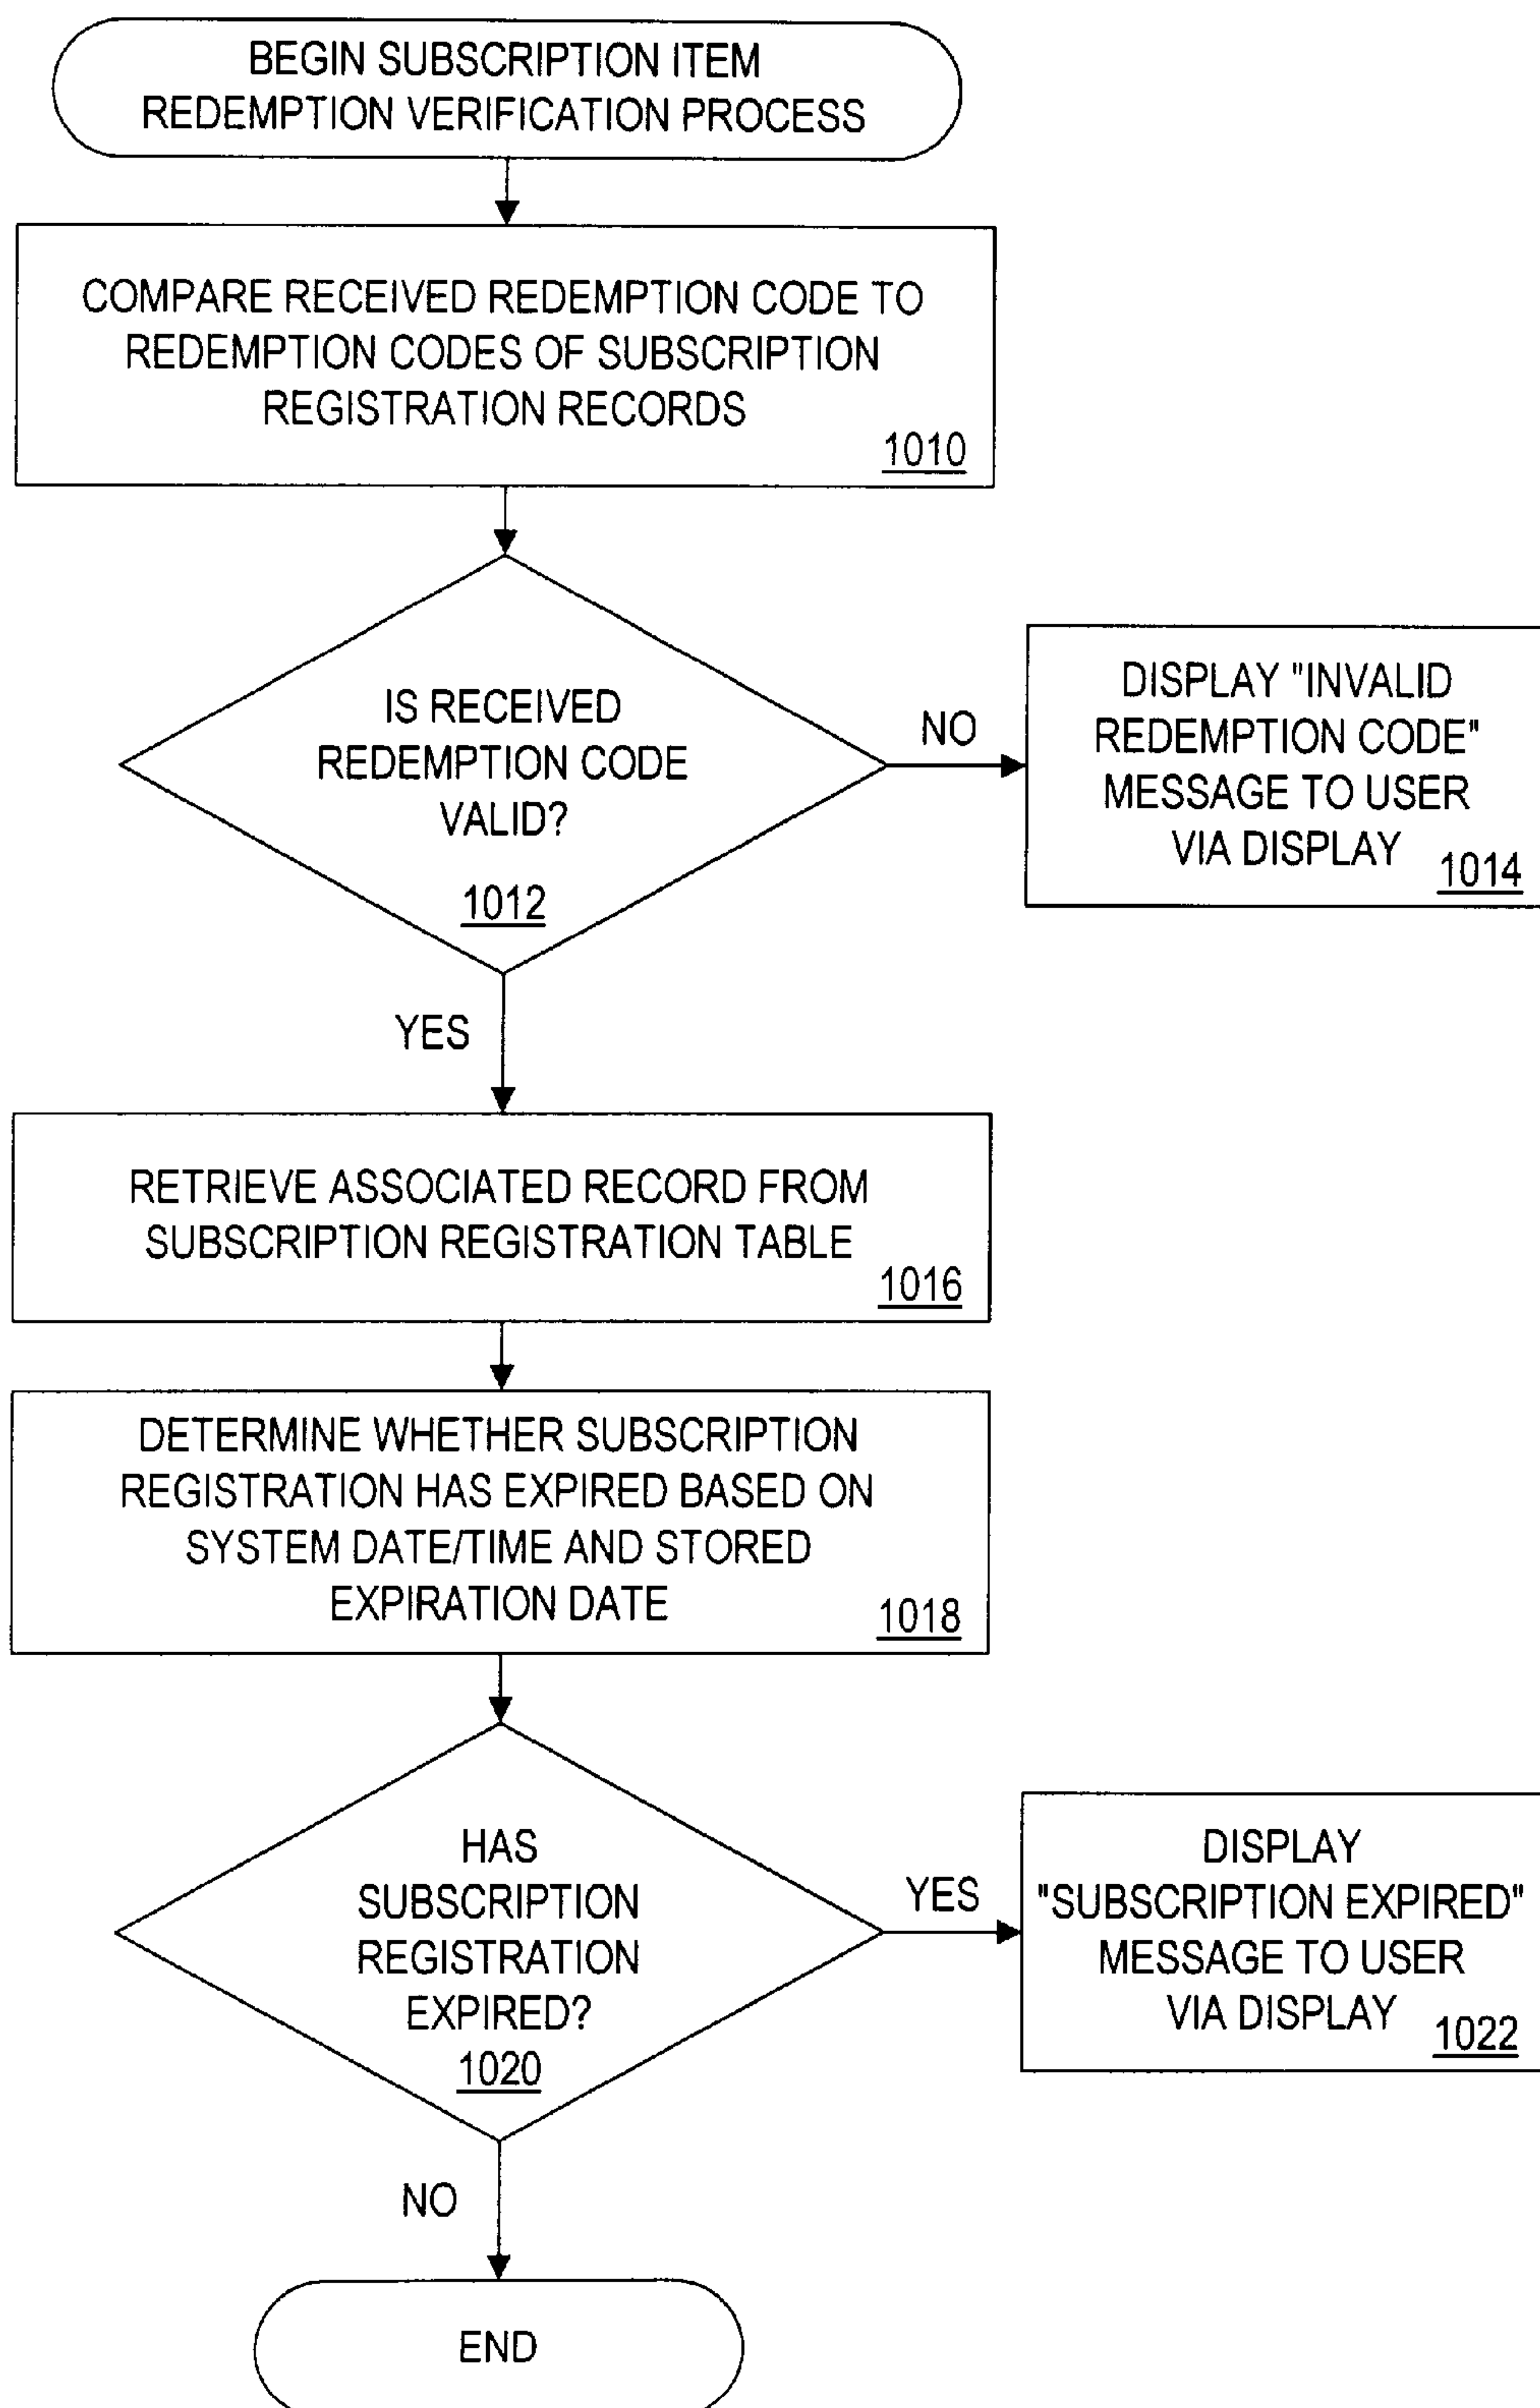 BEGIN SUBSCRIPTION ITEM
REDEMPTION VERIFICATION PROCESS
COMPARE RECEIVED REDEMPTION CODE TO
REDEMPTION CODES OF SUBSCRIPTION
REGISTRATION RECORDS
1010
IS RECEIVED
REDEMPTION CODE
VALID?
1012
NO
DISPLAY "INVALID
REDEMPTION CODE"
MESSAGE TO USER
VIA DISPLAY
1014
YES
RETRIEVE ASSOCIATED RECORD FROM
SUBSCRIPTION REGISTRATION TABLE
1016
DETERMINE WHETHER SUBSCRIPTION
REGISTRATION HAS EXPIRED BASED ON
SYSTEM DATE/TIME AND STORED
EXPIRATION DATE
1018
HAS
SUBSCRIPTION
REGISTRATION
EXPIRED?
1020
YES
DISPLAY
"SUBSCRIPTION EXPIRED"
MESSAGE TO USER
VIA DISPLAY
1022
NO
END